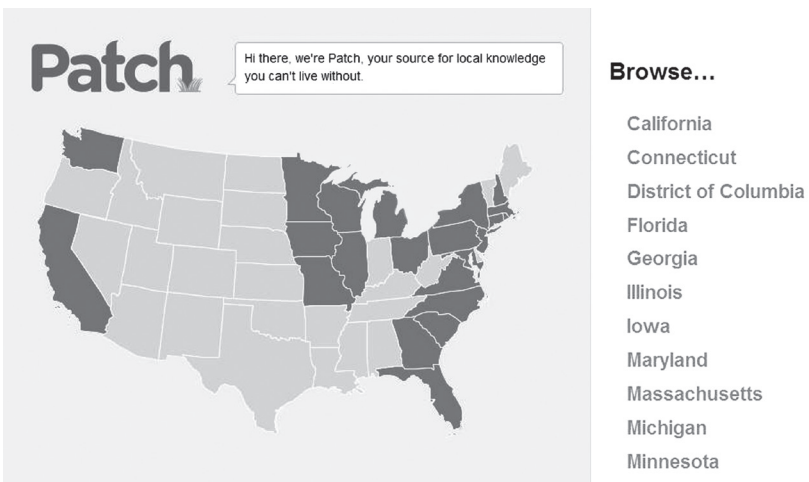 Patch
Hi there, we're Patch, your source for local knowledge
you can't live without.
Browse...
California
Connecticut
District of Columbia
Florida
Georgia
Illinois
Iowa
Maryland
Massachusetts
Michigan
Minnesota